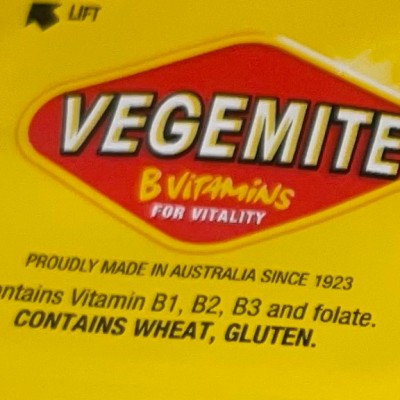 LIFT
VEGEMITE
B VITAMINS
FOR VITALITY
PROUDLY MADE IN AUSTRALIA SINCE 1923
ntains Vitamin B1, B2, B3 and folate.
CONTAINS WHEAT, GLUTEN.